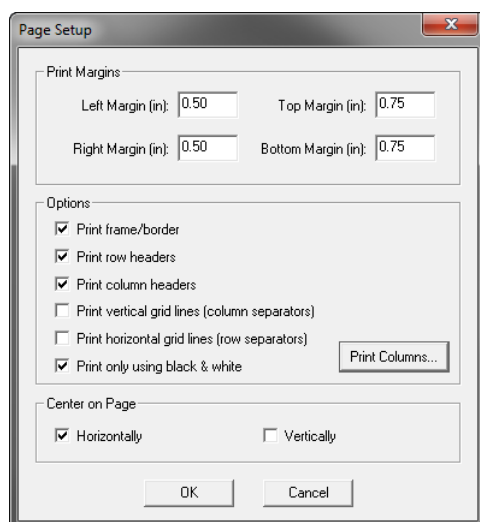 Page Setup
Print Margins
Left Margin (in): 0.50 Top Margin (in): 0.75
Right Margin (in): 0.50 Bottom Margin (in): 0.75
Options
Print frame/border
Print row headers
Print column headers
Print vertical grid lines (column separators)
Print horizontal grid lines (row separators)
Print only using black & white
Print Columns...
Center on Page
Horizontally Vertically
OK Cancel